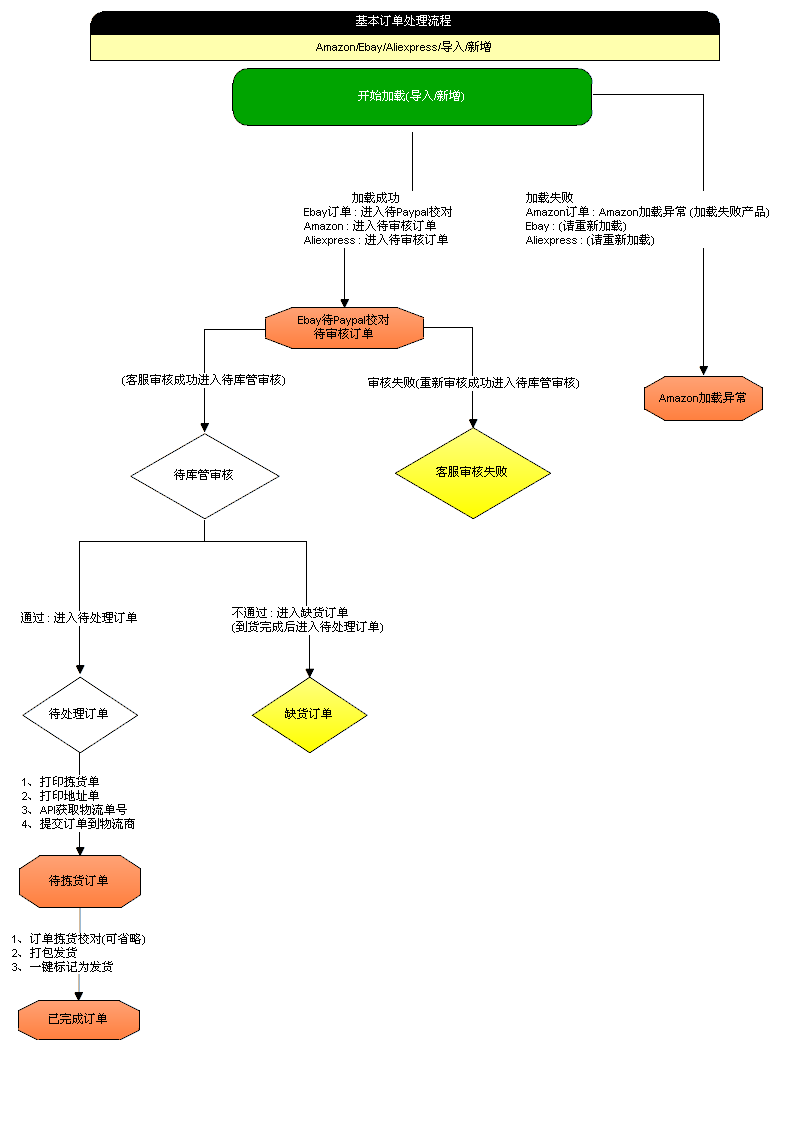 基本订单处理流程
Amazon/Ebay/Aliexpress/导入/新增
开始加载(导入/新增)
加载成功
Ebay订单 : 进入待Paypal校对
Amazon : 进入待审核订单
Aliexpress : 进入待审核订单
加载失败
Amazon订单 : Amazon加载异常 (加载失败产品)
Ebay : (请重新加载)
Aliexpress : (请重新加载)
Ebay待Paypal校对
待审核订单
(客服审核成功进入待库管审核)
审核失败(重新审核成功进入待库管审核)
Amazon加载异常
待库管审核
客服审核失败
通过 : 进入待处理订单
不通过 : 进入缺货订单
(到货完成后进入待处理订单)
待处理订单
缺货订单
1、打印拣货单
2、打印地址单
3、API获取物流单号
4、提交订单到物流商
待拣货订单
1、订单拣货校对(可省略)
2、打包发货
3、一键标记为发货
已完成订单